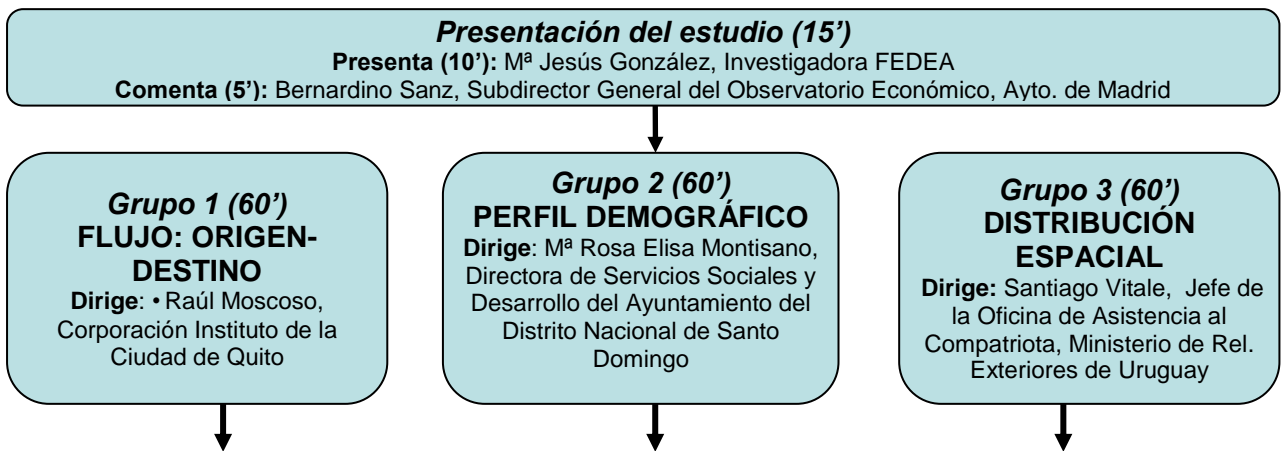 Presentación del estudio (15’)
Presenta (10’): Mª Jesús González, Investigadora FEDEA
Comenta (5’): Bernardino Sanz, Subdirector General del Observatorio Económico, Ayto. de Madrid
Grupo 1 (60’)
FLUJO: ORIGEN-
DESTINO
Dirige: • Raúl Moscoso,
Corporación Instituto de la
Ciudad de Quito
Grupo 2 (60’)
PERFIL DEMOGRÁFICO
Dirige: Mª Rosa Elisa Montisano,
Directora de Servicios Sociales y
Desarrollo del Ayuntamiento del
Distrito Nacional de Santo
Domingo
Grupo 3 (60’)
DISTRIBUCIÓN
ESPACIAL
Dirige: Santiago Vitale, Jefe de
la Oficina de Asistencia al
Compatriota, Ministerio de Rel.
Exteriores de Uruguay